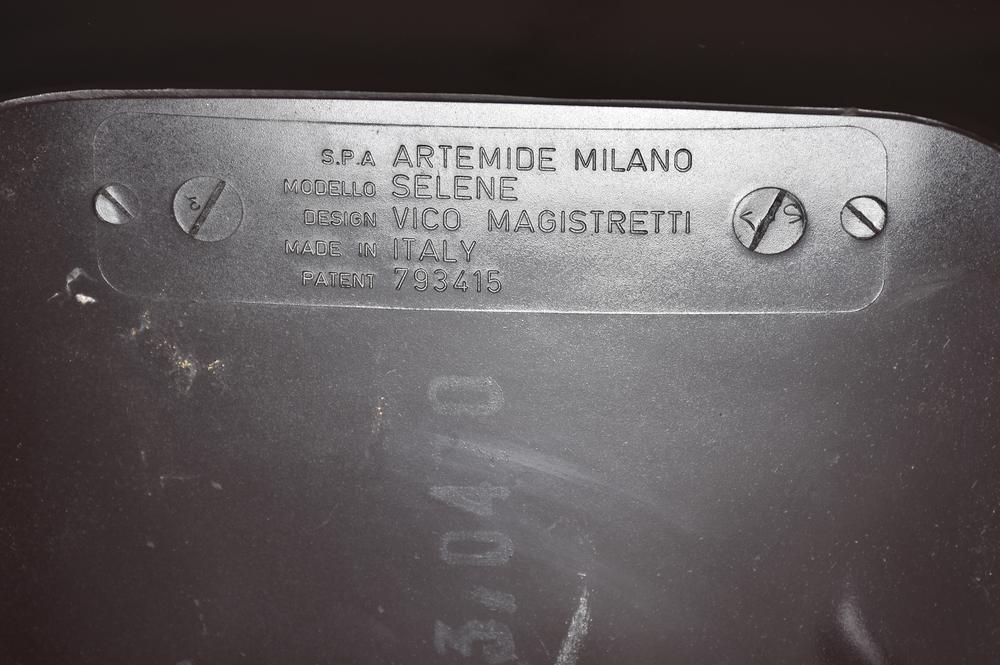 S.P.A ARTEMIDE MILANO
MODELLO SELENE
DESIGN VICO MAGISTRETTI
MADE IN ITALY
PATENT 793415